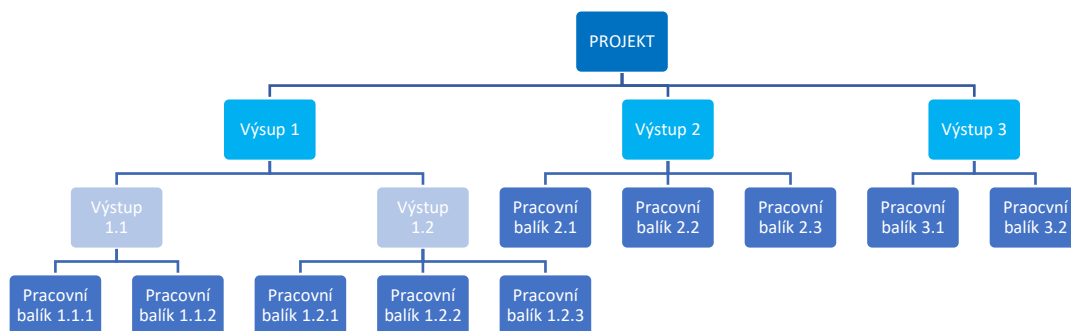 PROJEKT
Výsup 1
Výstup 2
Výstup 3
Výstup
1.1
Výstup
1.2
Pracovní
balík 2.1
Pracovní
balík 2.2
Pracovní
balík 2.3
Pracovní
balík 3.1
Praocvní
balík 3.2
Pracovní
balík 1.1.1
Pracovní
balík 1.1.2
Pracovní
balík 1.2.1
Pracovní
balík 1.2.2
Pracovní
balík 1.2.3